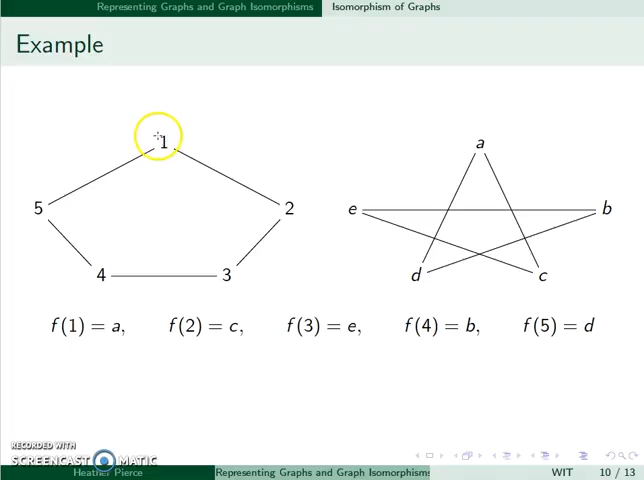 Representing Graphs and Graph Isomorphisms Isomorphism of Graphs
Example
1
a
5
2
e
b
4
3
d
c
f(1) = a, f(2) = c, f(3) = e, f(4) = b, f(5) = d
RECORDED WITH
SCREENCAST MATIC
Heather Pierce Representing Graphs and Graph Isomorphisms WIT 10 / 13